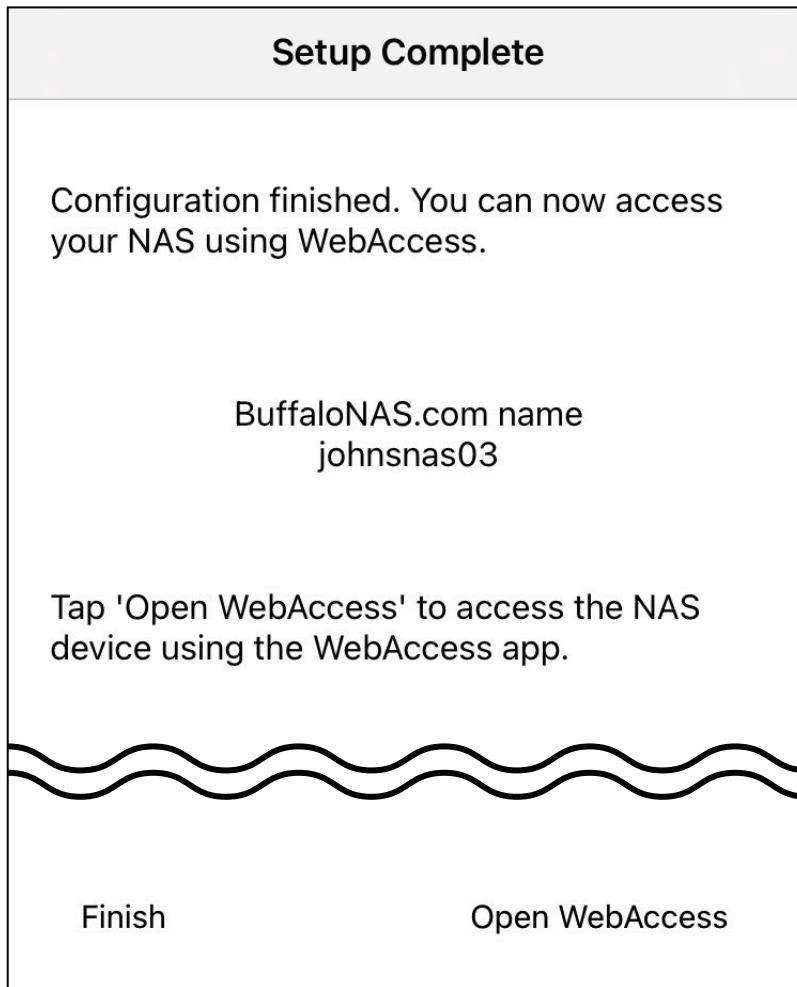 Setup Complete
Configuration finished. You can now access
your NAS using WebAccess.
BuffaloNAS.com name
johnsnas03
Tap 'Open WebAccess' to access the NAS
device using the WebAccess app.
Finish
Open WebAccess